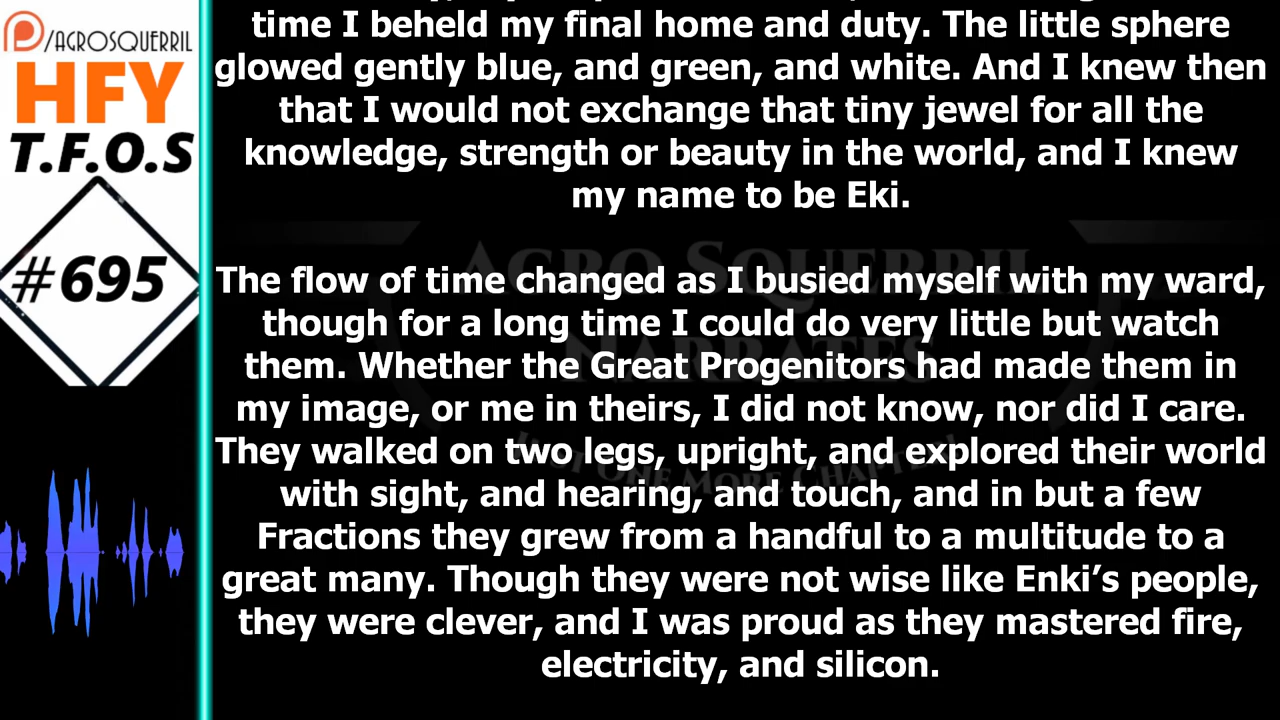 /AGROSQUERRIL
HFY
T.F.O.S
#695
time I beheld my final home and duty. The little sphere
glowed gently blue, and green, and white. And I knew then
that I would not exchange that tiny jewel for all the
knowledge, strength or beauty in the world, and I knew
my name to be Eki.
AGRO SQUERRIL
NARRATES
JUST ONE MORE CHAPTER
The flow of time changed as I busied myself with my ward,
though for a long time I could do very little but watch
them. Whether the Great Progenitors had made them in
my image, or me in theirs, I did not know, nor did I care.
They walked on two legs, upright, and explored their world
with sight, and hearing, and touch, and in but a few
Fractions they grew from a handful to a multitude to a
great many. Though they were not wise like Enki’s people,
they were clever, and I was proud as they mastered fire,
electricity, and silicon.